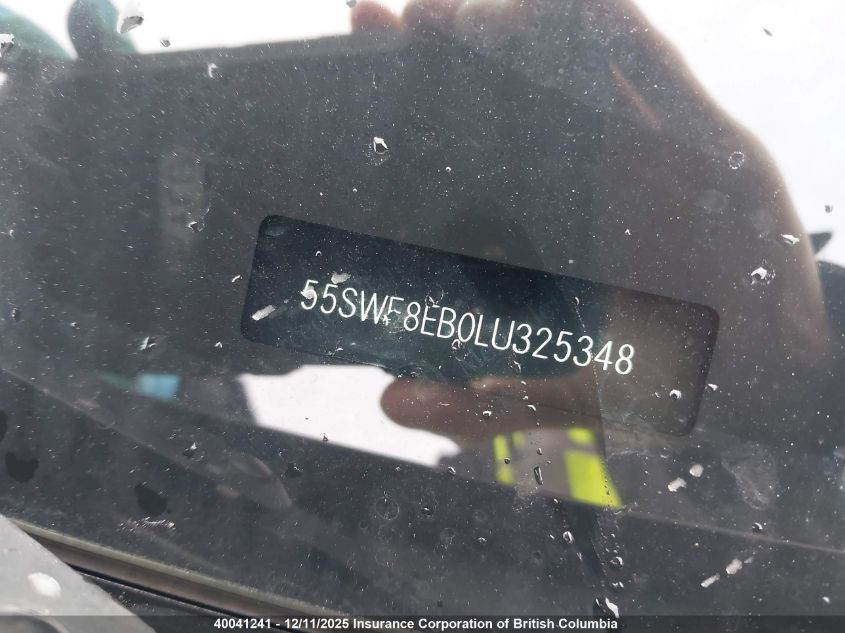 55SWF8EB0LU325348
40041241 - 12/11/2025 Insurance Corporation of British Columbia